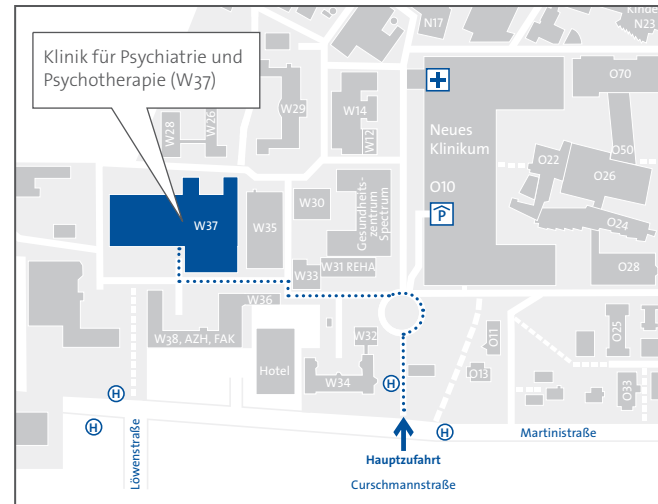 Klinik für Psychiatrie und
Psychotherapie (W37)
N17
Kinde
N23
W29
W28
W26
W14
W12
Neues
Klinikum
O10
P
O70
O50
O22
O26
O24
O28
W37
W35
W30
Gesundheits-
zentrum
Spectrum
W31 REHA
W33
W36
W38, AZH, FAK
W32
W34
Hotel
O11
O13
O25
O33
H
H
H
H
Löwenstraße
Martinistraße
Hauptzufahrt
Curschmannstraße